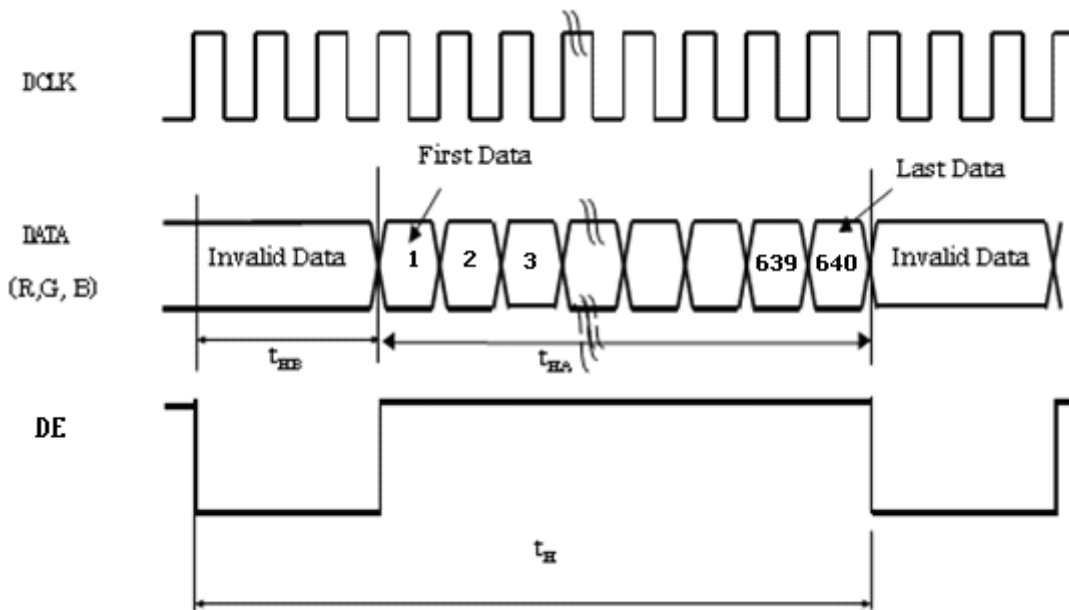 DCLK
First Data
Last Data
DATA
(R,G, B)
Invalid Data
1
2
3
639
640
Invalid Data
tHB
tHA
DE
tH